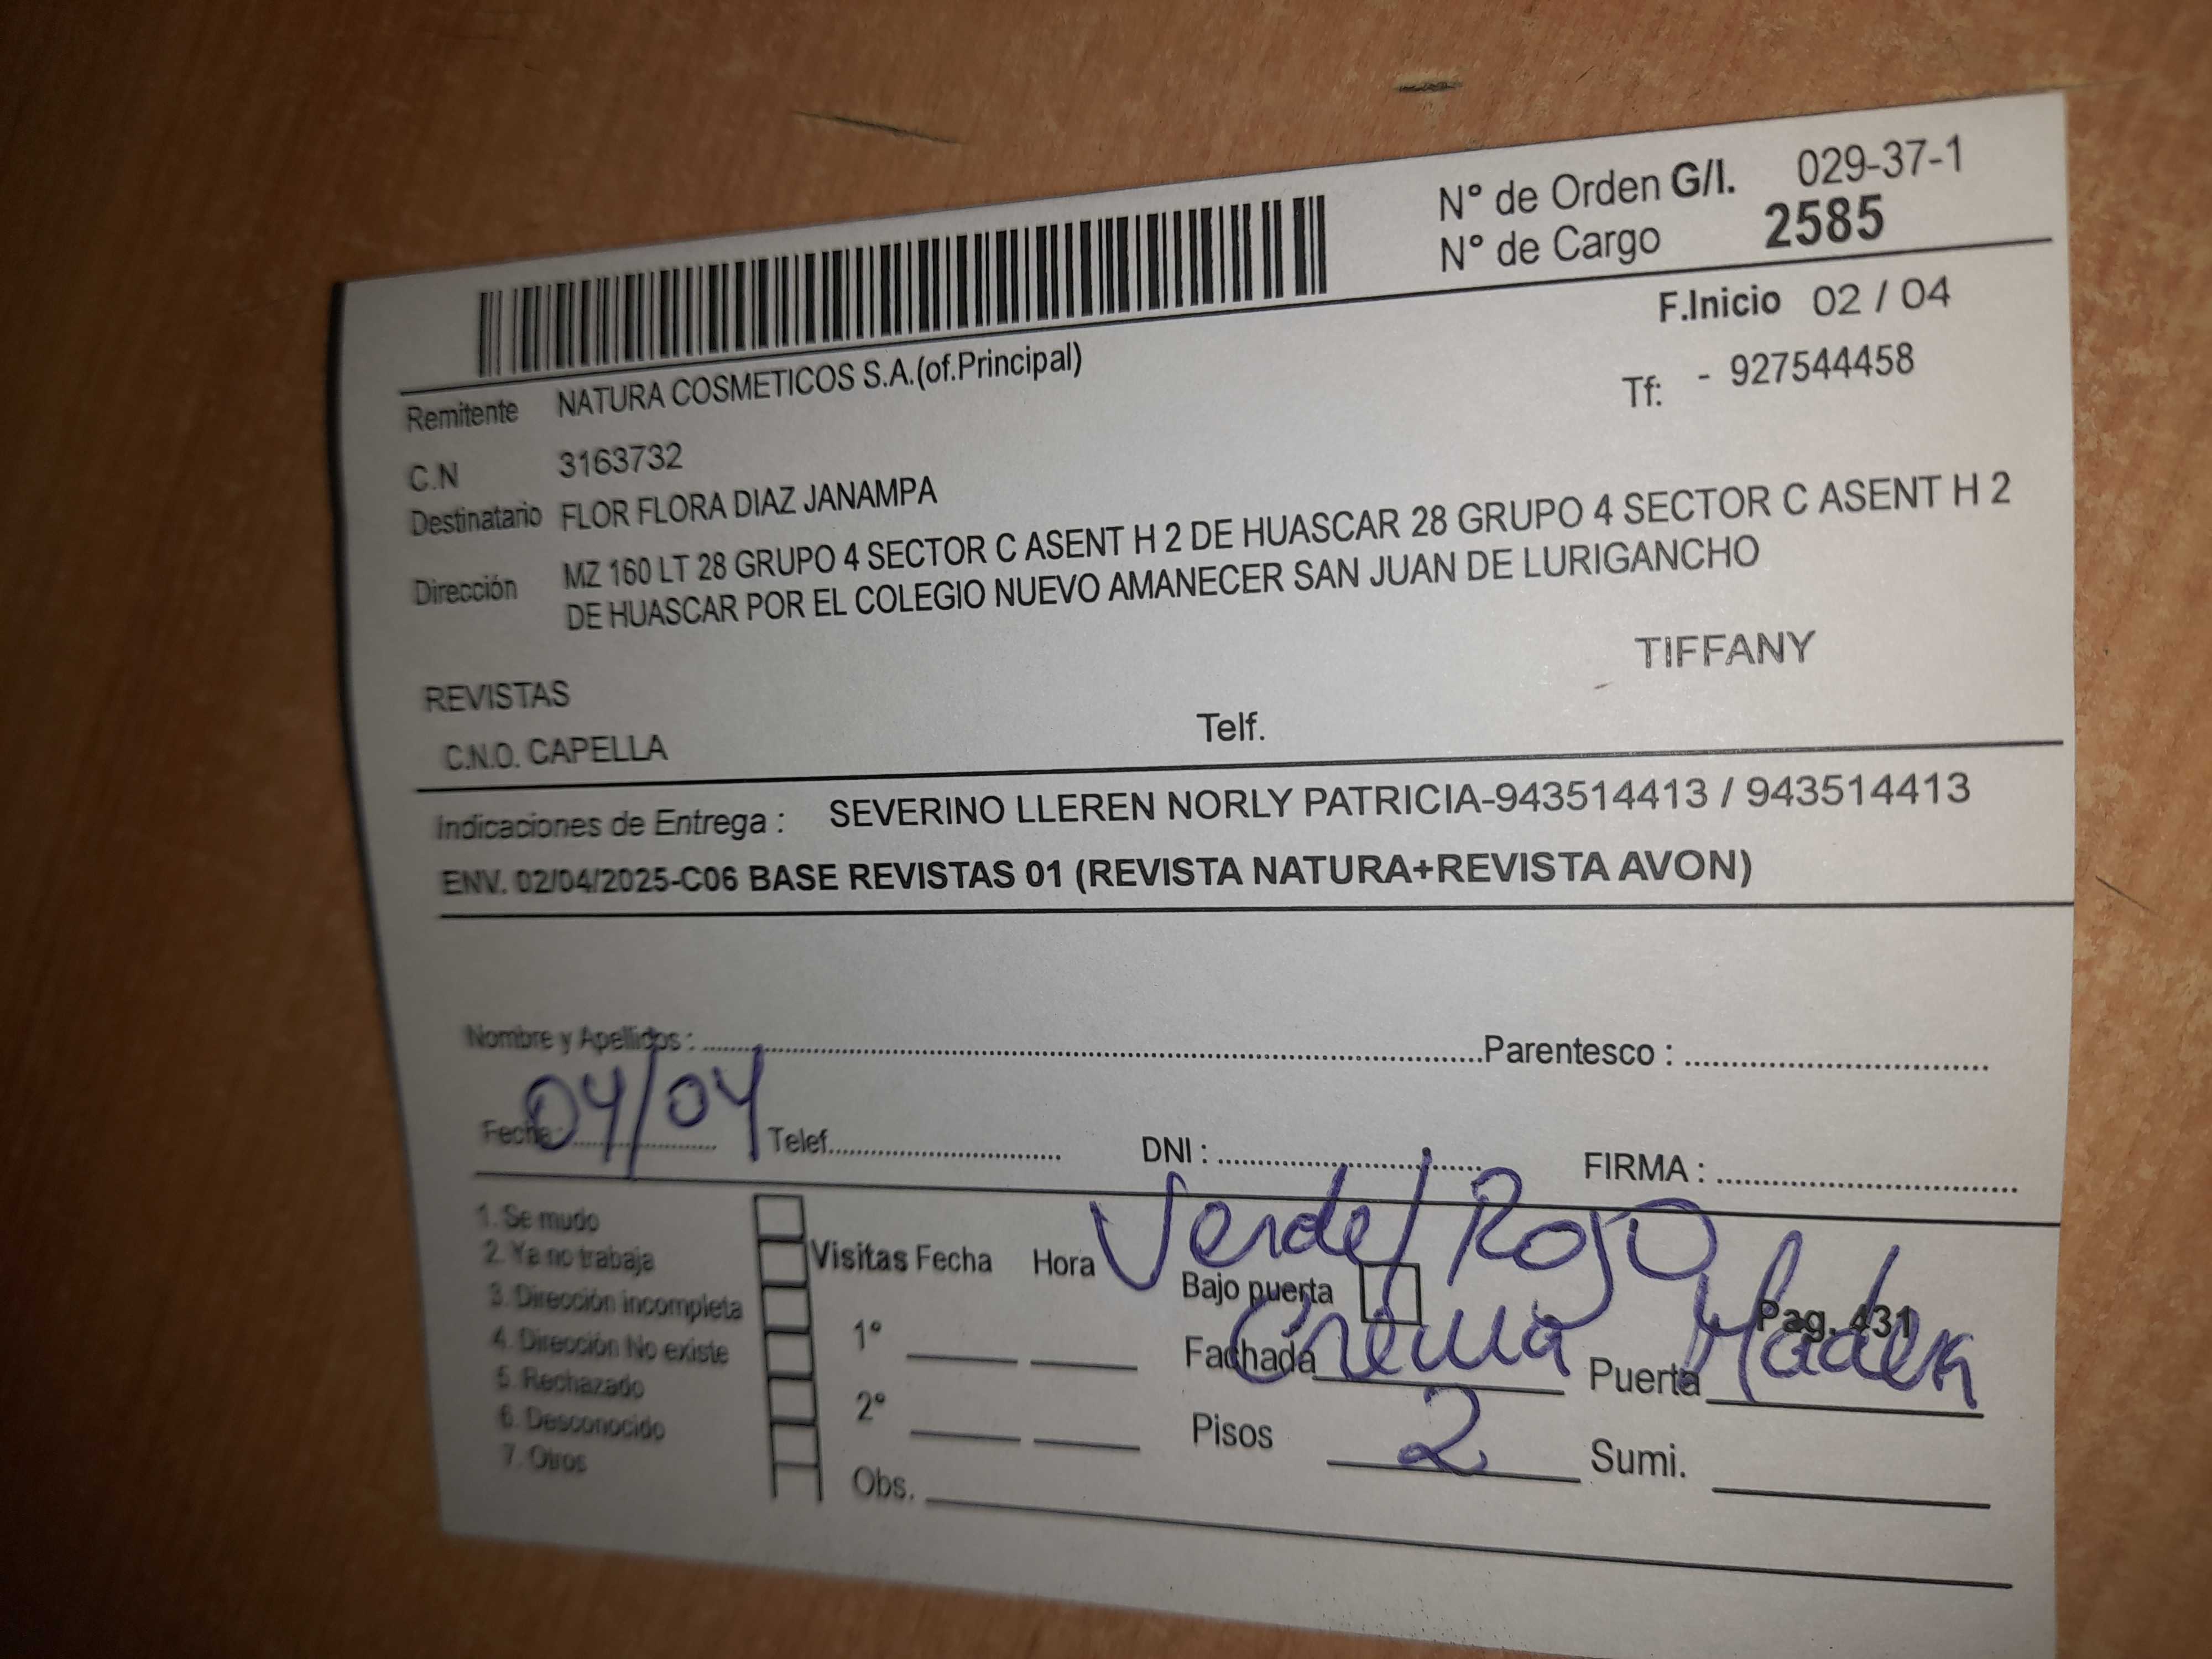 N° de Orden G/I. 029-37-1
N° de Cargo 2585
F.Inicio 02 / 04
Remitente NATURA COSMETICOS S.A.(of.Principal)
Tf: - 927544458
C.N 3163732
Destinatario FLOR FLORA DIAZ JANAMPA
Dirección MZ 160 LT 28 GRUPO 4 SECTOR C ASENT H 2 DE HUASCAR 28 GRUPO 4 SECTOR C ASENT H 2
DE HUASCAR POR EL COLEGIO NUEVO AMANECER SAN JUAN DE LURIGANCHO
TIFFANY
REVISTAS
C.N.O. CAPELLA Telf.
Indicaciones de Entrega : SEVERINO LLEREN NORLY PATRICIA-943514413 / 943514413
ENV. 02/04/2025-C06 BASE REVISTAS 01 (REVISTA NATURA+REVISTA AVON)
Nombre y Apellidos : Parentesco :
Fecha: 04/04 Telef. DNI : FIRMA :
1. Se mudo
2. Ya no trabaja
3. Dirección incompleta
4. Dirección No existe
5. Rechazado
6. Desconocido
7. Otros
Visitas Fecha Hora
1°
2°
Obs.
Verde/Rojo
Bajo puerta
Pag. 431
Fachada Crema Puerta Madera
Pisos 2 Sumi.